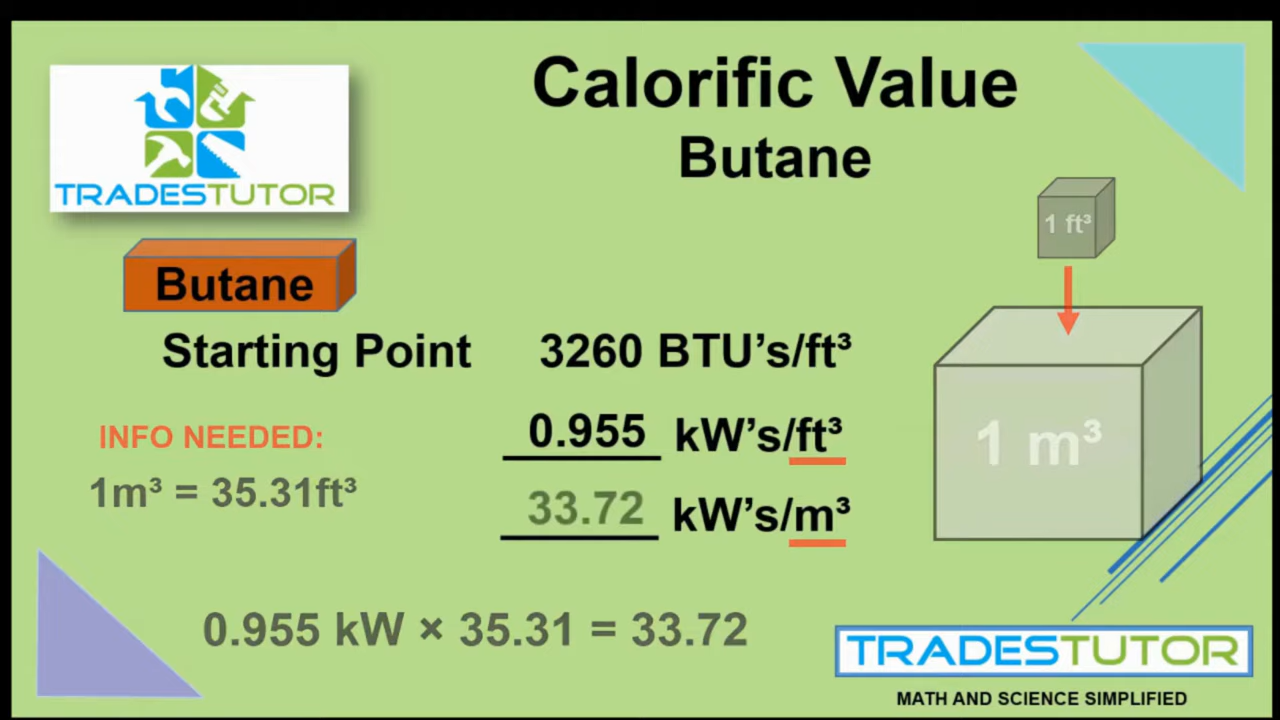 Calorific Value
Butane
TRADESTUTOR
1 ft³
Butane
Starting Point 3260 BTU’s/ft³
INFO NEEDED:
0.955 kW’s/ft³
1 m³
1m³ = 35.31ft³
33.72 kW’s/m³
0.955 kW × 35.31 = 33.72
TRADESTUTOR
MATH AND SCIENCE SIMPLIFIED